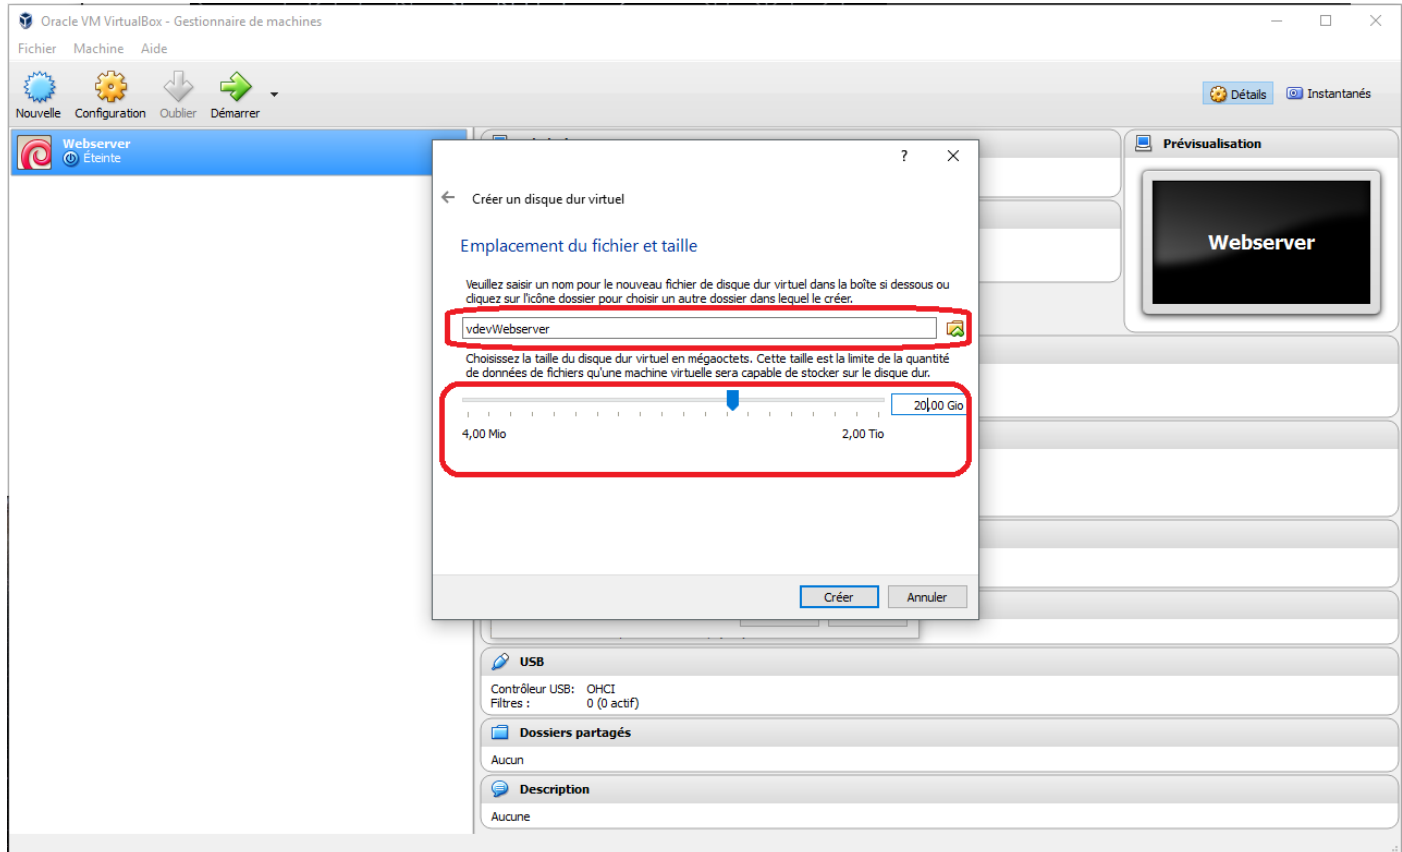 Oracle VM VirtualBox - Gestionnaire de machines
Fichier Machine Aide
Nouvelle Configuration Oublier Démarrer
Détails Instantanés
Webserver
Éteinte
Prévisualisation
Webserver
?
Créer un disque dur virtuel
Emplacement du fichier et taille
Veuillez saisir un nom pour le nouveau fichier de disque dur virtuel dans la boîte si dessous ou
cliquez sur l'icône dossier pour choisir un autre dossier dans lequel le créer.
vdevWebserver
Choisissez la taille du disque dur virtuel en mégaoctets. Cette taille est la limite de la quantité
de données de fichiers qu'une machine virtuelle sera capable de stocker sur le disque dur.
20,00 Gio
4,00 Mio 2,00 Tio
Créer Annuler
USB
Contrôleur USB: OHCI
Filtres : 0 (0 actif)
Dossiers partagés
Aucun
Description
Aucune